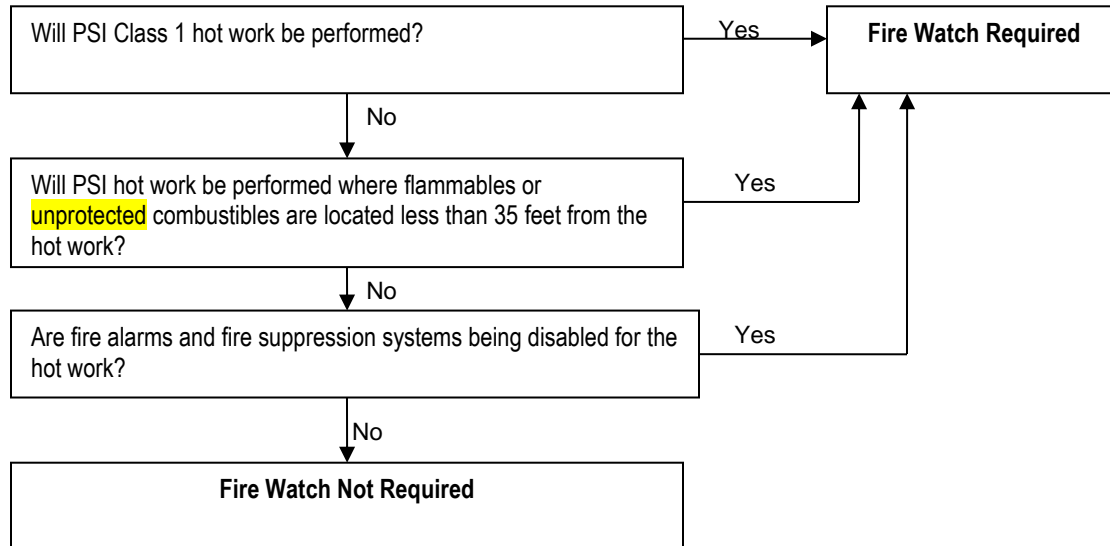 Will PSI Class 1 hot work be performed?
Yes
Fire Watch Required
No
Will PSI hot work be performed where flammables or
unprotected combustibles are located less than 35 feet from the
hot work?
Yes
No
Are fire alarms and fire suppression systems being disabled for the
hot work?
Yes
No
Fire Watch Not Required